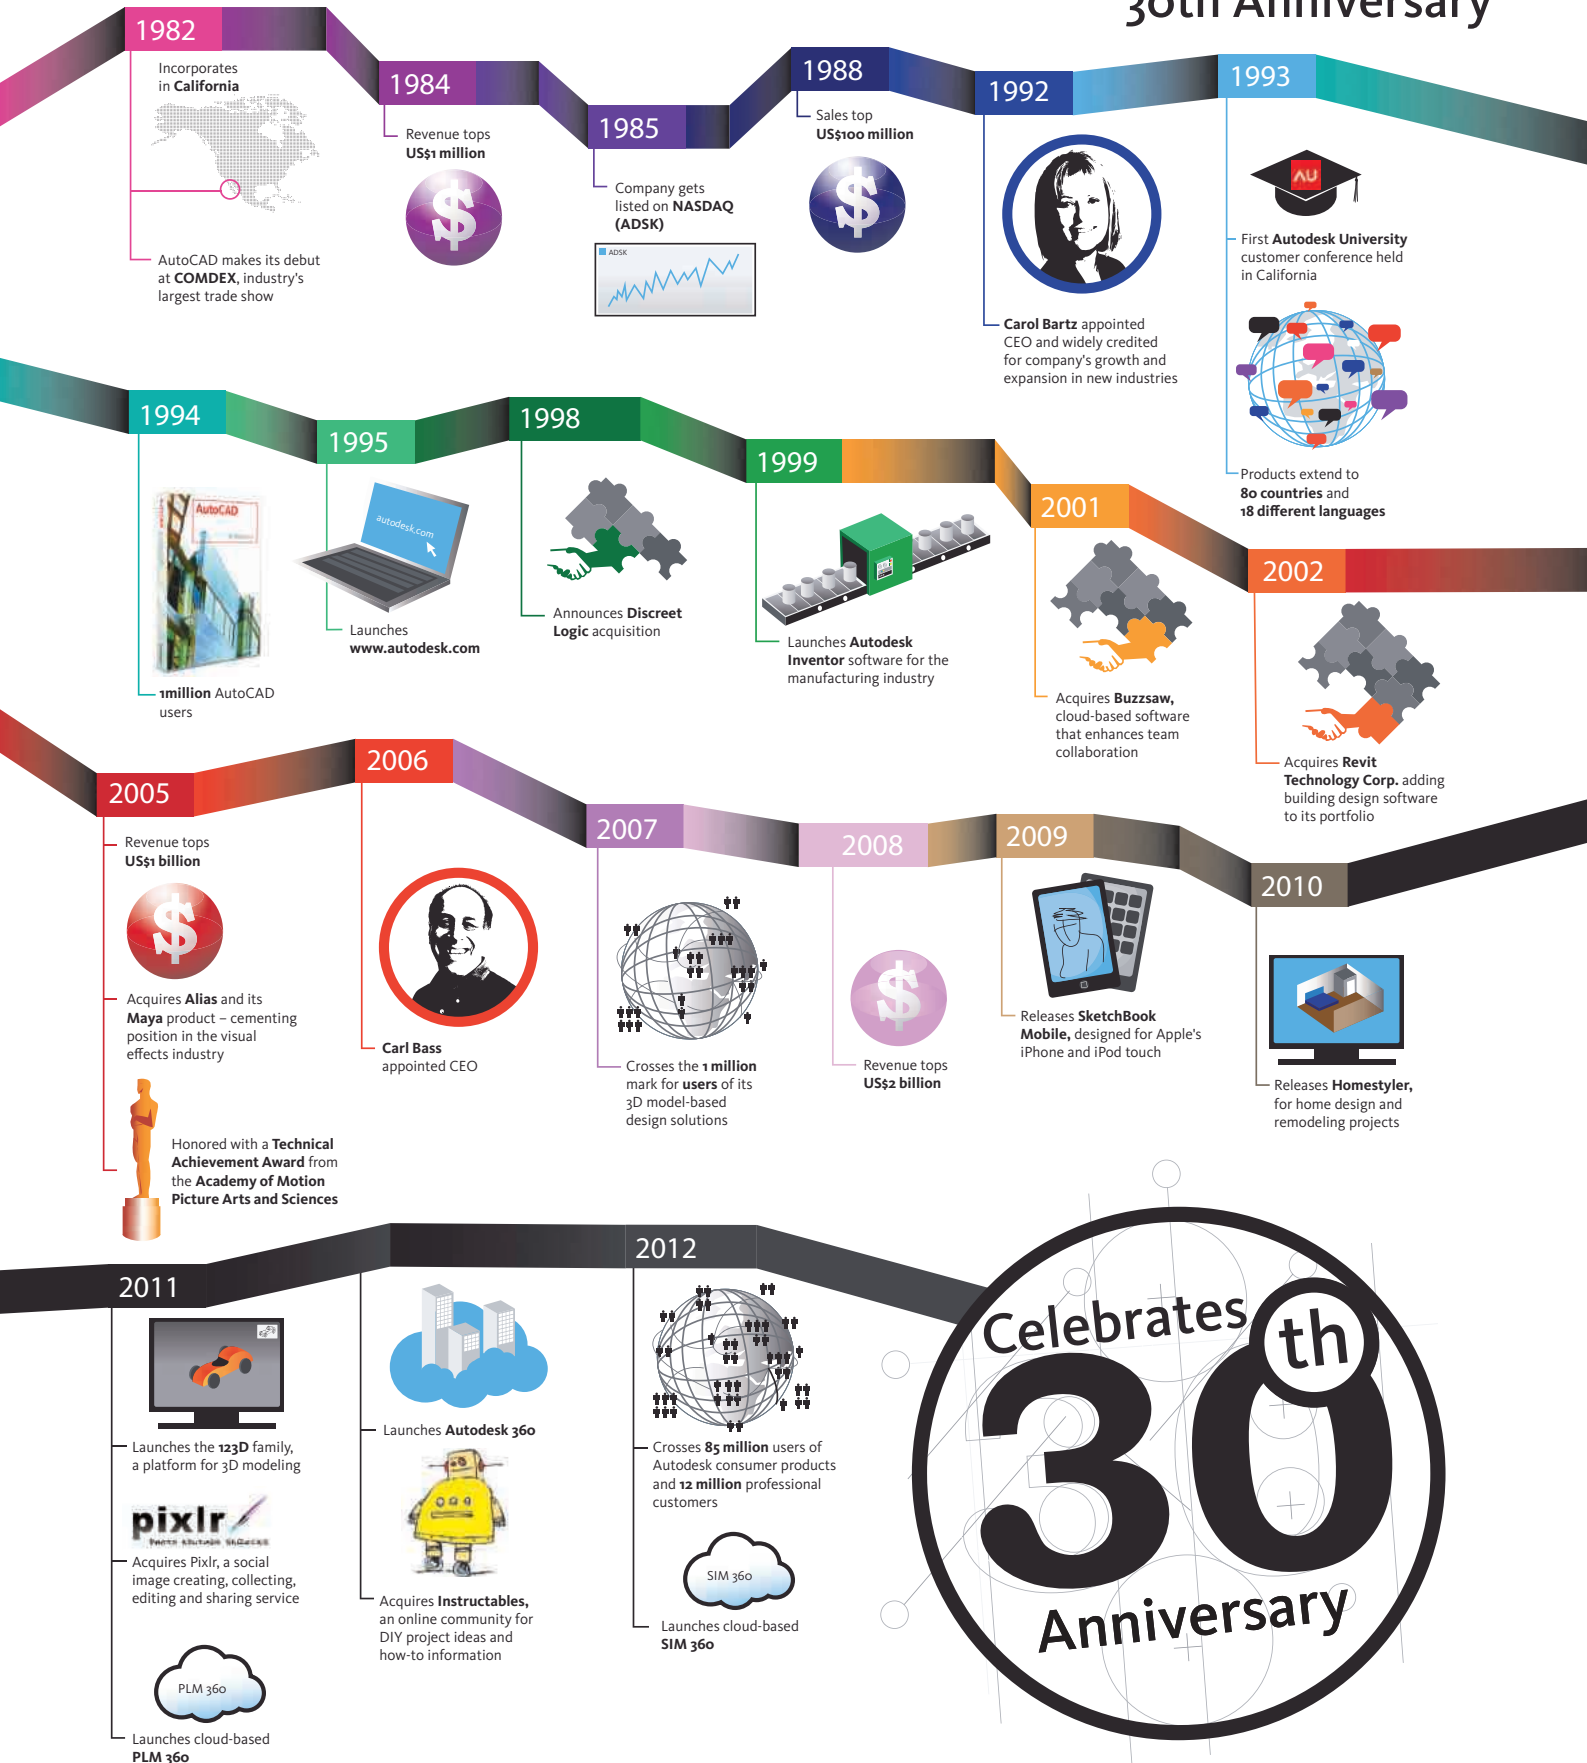 30th Anniversary
1982
Incorporates
in California
AutoCAD makes its debut
at COMDEX, industry's
largest trade show
1984
Revenue tops
US$1 million
$
1985
Company gets
listed on NASDAQ
(ADSK)
ADSK
1988
Sales top
US$100 million
$
1992
Carol Bartz appointed
CEO and widely credited
for company's growth and
expansion in new industries
1993
AU
First Autodesk University
customer conference held
in California
Products extend to
80 countries and
18 different languages
1994
AutoCAD
1million AutoCAD
users
1995
autodesk.com
Launches
www.autodesk.com
1998
Announces Discreet
Logic acquisition
1999
Launches Autodesk
Inventor software for the
manufacturing industry
2001
Acquires Buzzsaw,
cloud-based software
that enhances team
collaboration
2002
Acquires Revit
Technology Corp. adding
building design software
to its portfolio
2005
Revenue tops
US$1 billion
$
Acquires Alias and its
Maya product – cementing
position in the visual
effects industry
Honored with a Technical
Achievement Award from
the Academy of Motion
Picture Arts and Sciences
2006
Carl Bass
appointed CEO
2007
Crosses the 1 million
mark for users of its
3D model-based
design solutions
2008
$
Revenue tops
US$2 billion
2009
Releases SketchBook
Mobile, designed for Apple's
iPhone and iPod touch
2010
Releases Homestyler,
for home design and
remodeling projects
2011
Launches the 123D family,
a platform for 3D modeling
pixlr
PHOTO EDITING SERVICES
Acquires Pixlr, a social
image creating, collecting,
editing and sharing service
PLM 360
Launches cloud-based
PLM 360
Launches Autodesk 360
Acquires Instructables,
an online community for
DIY project ideas and
how-to information
2012
Crosses 85 million users of
Autodesk consumer products
and 12 million professional
customers
SIM 360
Launches cloud-based
SIM 360
Celebrates
30th
Anniversary